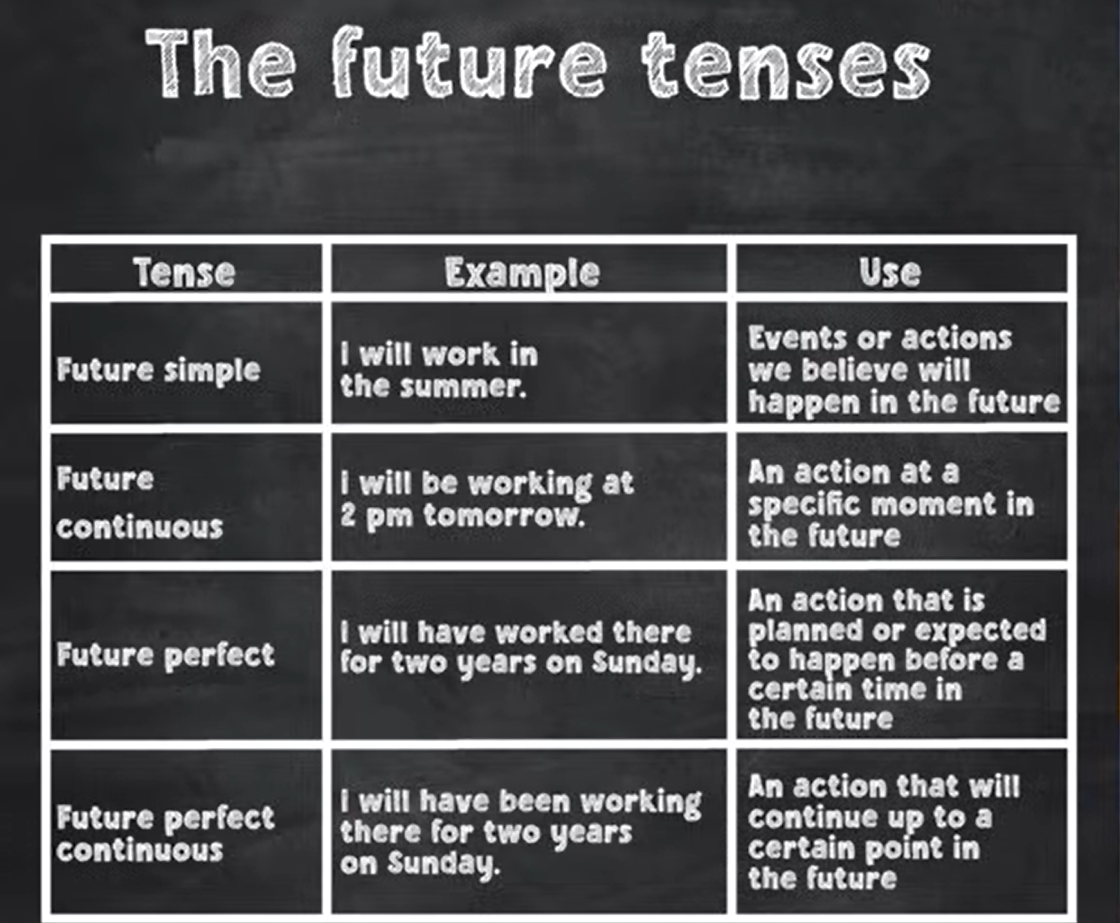 The future tenses
Tense
Example
Use
Future simple
I will work in
the summer.
Events or actions
we believe will
happen in the future
Future
continuous
I will be working at
2 pm tomorrow.
An action at a
specific moment in
the future
Future perfect
I will have worked there
for two years on Sunday.
An action that is
planned or expected
to happen before a
certain time in
the future
Future perfect
continuous
I will have been working
there for two years
on Sunday.
An action that will
continue up to a
certain point in
the future